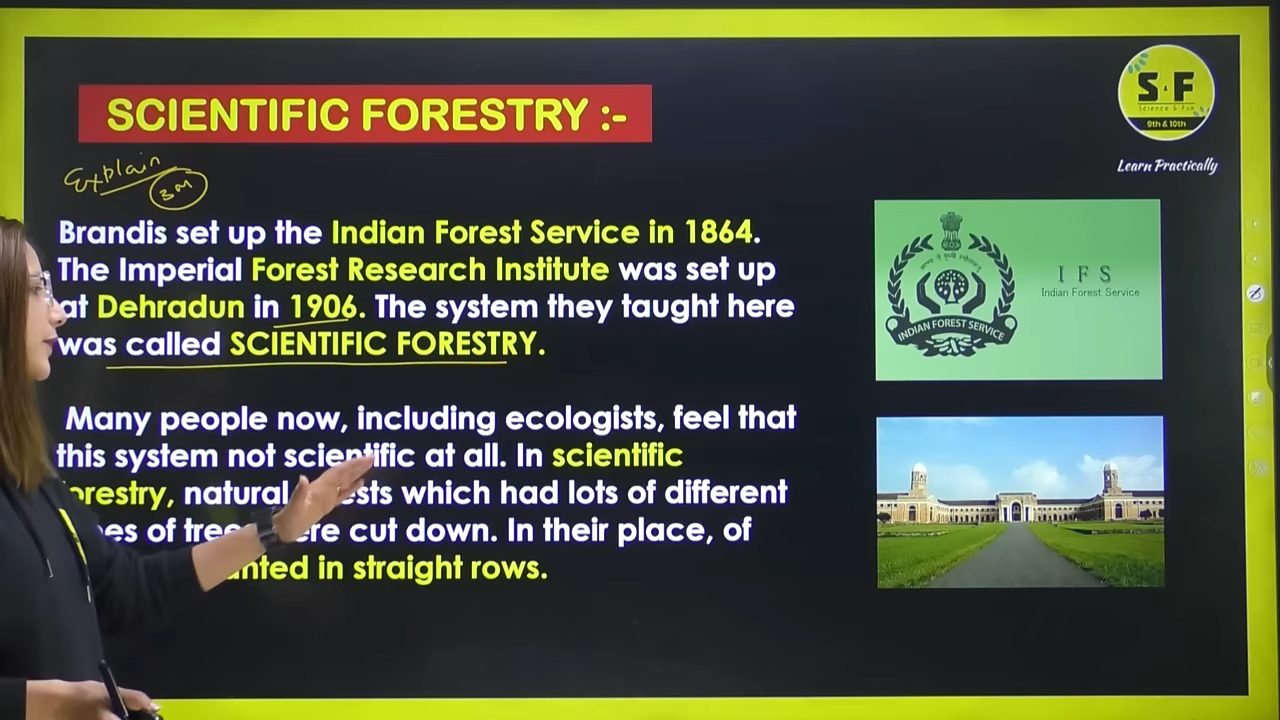 SCIENTIFIC FORESTRY :-
S&F
Science & Fun
9th & 10th
Learn Practically
Explain
3M
Brandis set up the Indian Forest Service in 1864.
The Imperial Forest Research Institute was set up
at Dehradun in 1906. The system they taught here
was called SCIENTIFIC FORESTRY.
IFS
Indian Forest Service
INDIAN FOREST SERVICE
Many people now, including ecologists, feel that
this system not scientific at all. In scientific
natural which had lots of different
of cut down. In their place, of
in straight rows.